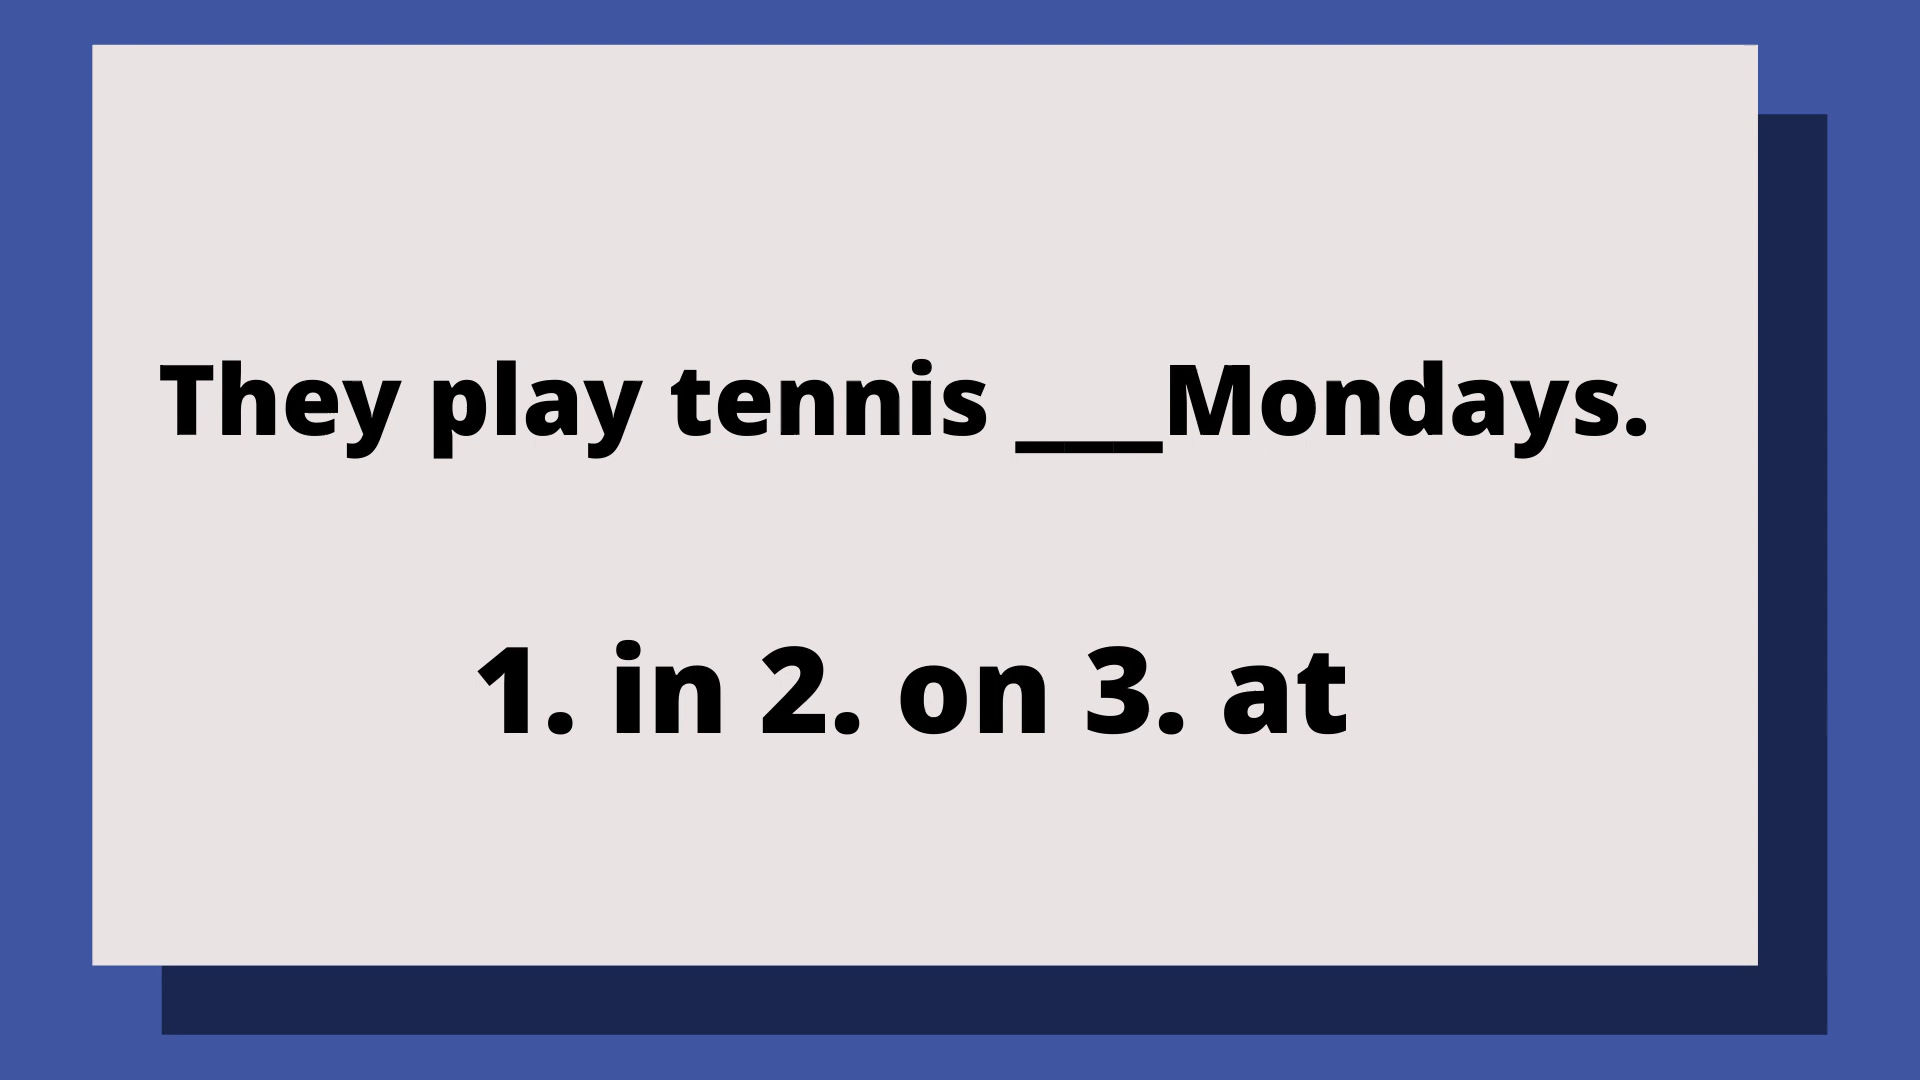 They play tennis ___Mondays.
1. in 2. on 3. at